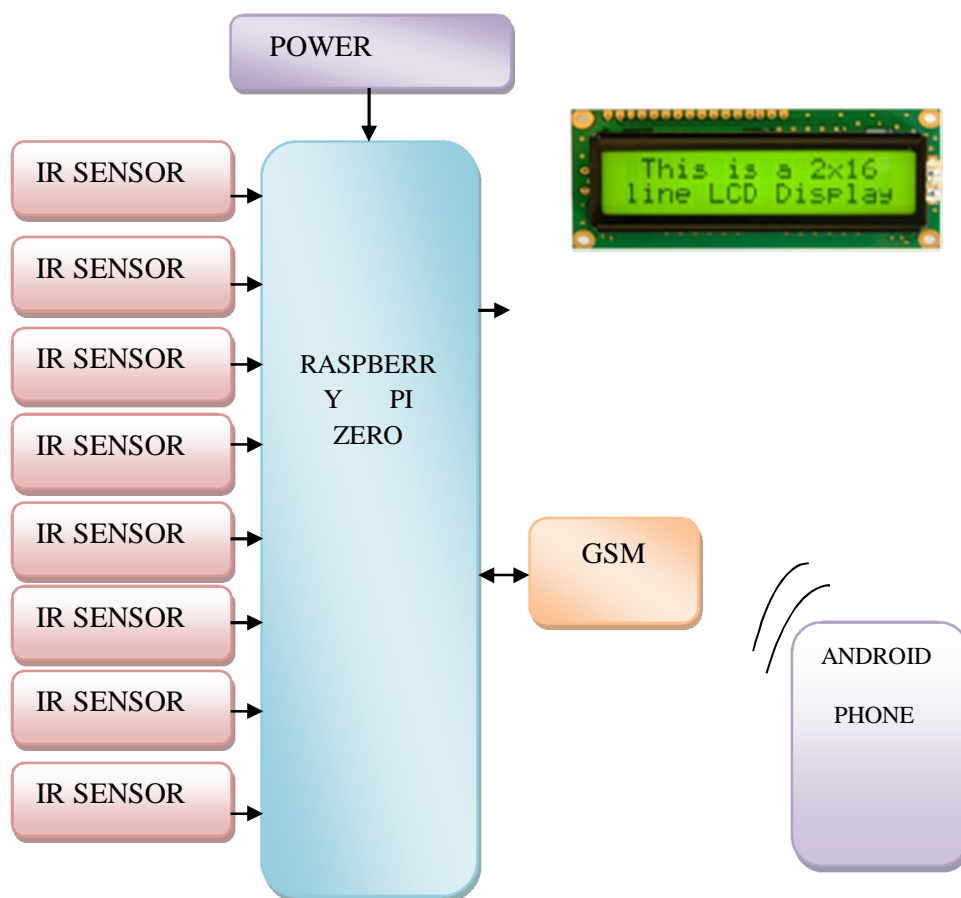 POWER
IR SENSOR
IR SENSOR
IR SENSOR
IR SENSOR
IR SENSOR
IR SENSOR
IR SENSOR
IR SENSOR
RASPBERR
Y PI
ZERO
This is a 2x16
line LCD Display
GSM
ANDROID
PHONE